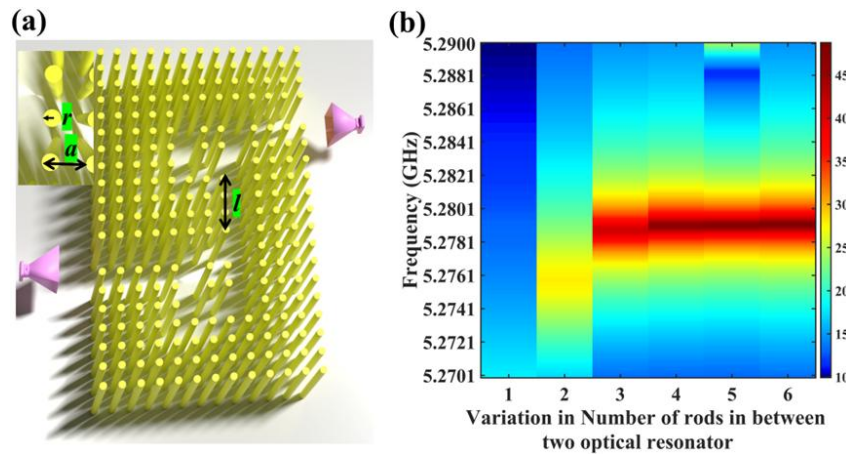 (a)
r
a
l
(b)
Frequency (GHz)
5.2900
5.2881
5.2861
5.2841
5.2821
5.2801
5.2781
5.2761
5.2741
5.2721
5.2701
1 2 3 4 5 6
Variation in Number of rods in between
two optical resonator
45
40
35
30
25
20
15
10